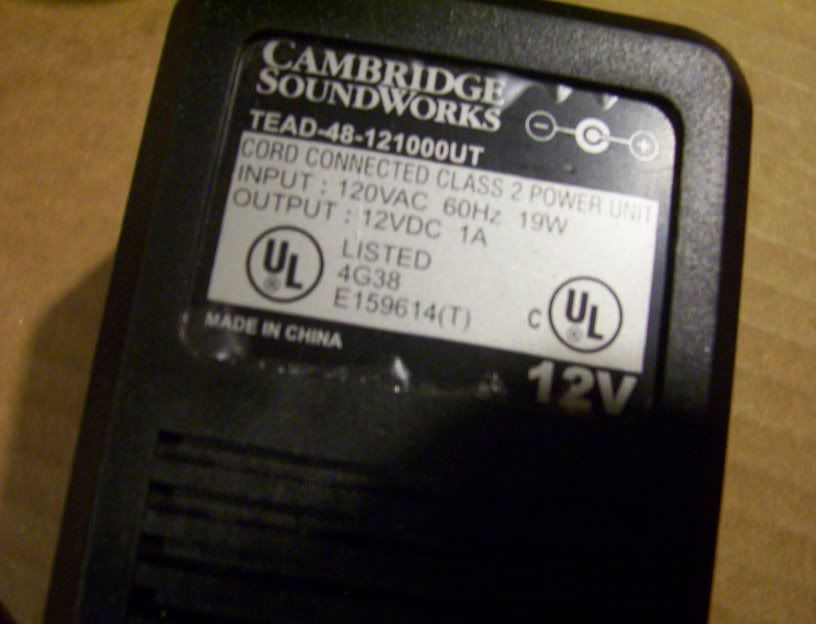 CAMBRIDGE
SOUNDWORKS
TEAD-48-121000UT
CORD CONNECTED CLASS 2 POWER UNIT
INPUT : 120VAC 60Hz 19W
OUTPUT : 12VDC 1A
UL ®
LISTED
4G38
E159614(T)
C UL ®
MADE IN CHINA
12V